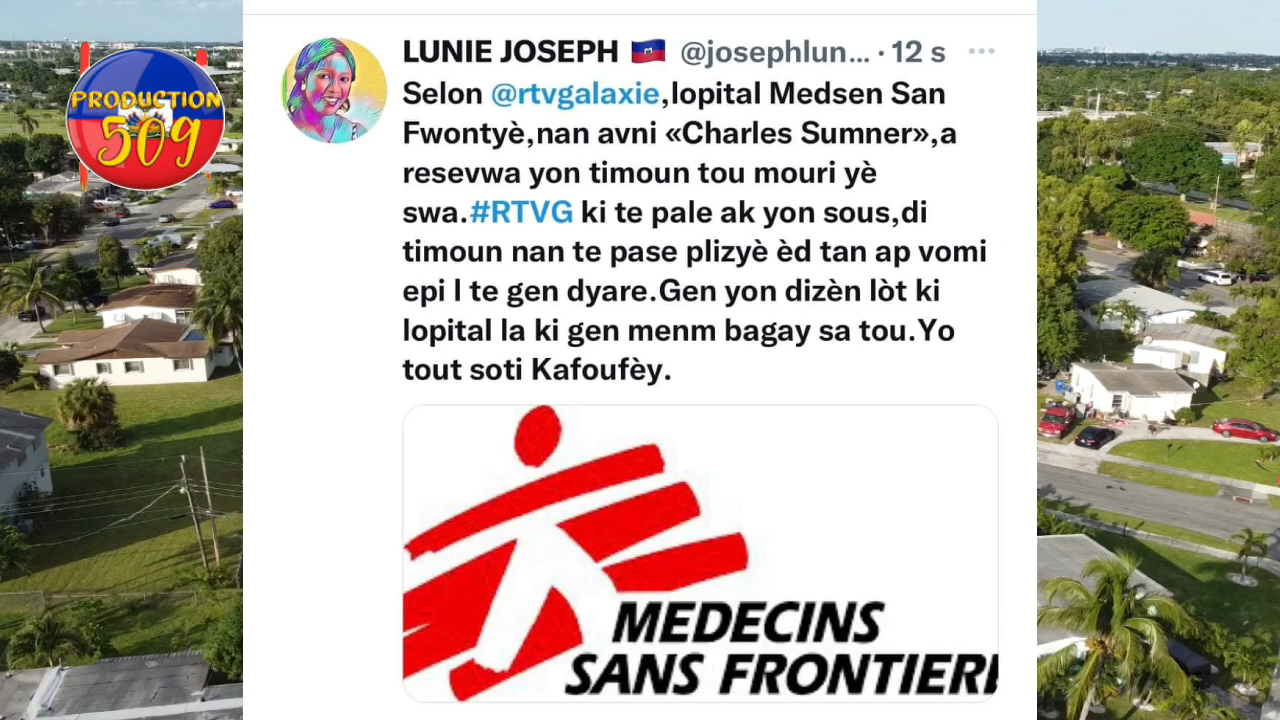 PRODUCTION
509
LUNIE JOSEPH 🇭🇹 @josephlun... · 12 s
Selon @rtvgalaxie,lopital Medsen San
Fwontyè,nan avni «Charles Sumner»,a
resevwa yon timoun tou mouri yè
swa.#RTVG ki te pale ak yon sous,di
timoun nan te pase plizyè èd tan ap vomi
epi l te gen dyare.Gen yon dizèn lòt ki
lopital la ki gen menm bagay sa tou.Yo
tout soti Kafoufèy.
MEDECINS
SANS FRONTIER